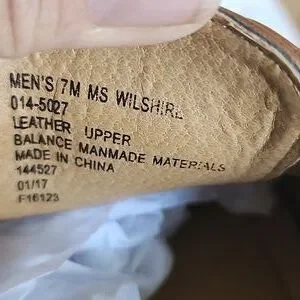 MEN'S/7M MS WILSHIRE
014-5027
LEATHER UPPER
BALANCE MANMADE MATERIALS
MADE IN CHINA
144527
01/17
F16123